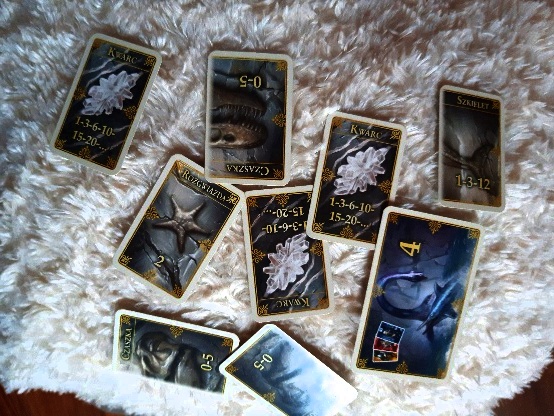 KWARC
1-3-6-10-
15-20-...
0-5
CZASZKA
KWARC
1-3-6-10-
15-20-...
SZKIELET
1-3-12
ROZGWIAZDA
2
KWARC
1-3-6-10-
15-20-...
4
CZASZKA
0-5
0-5